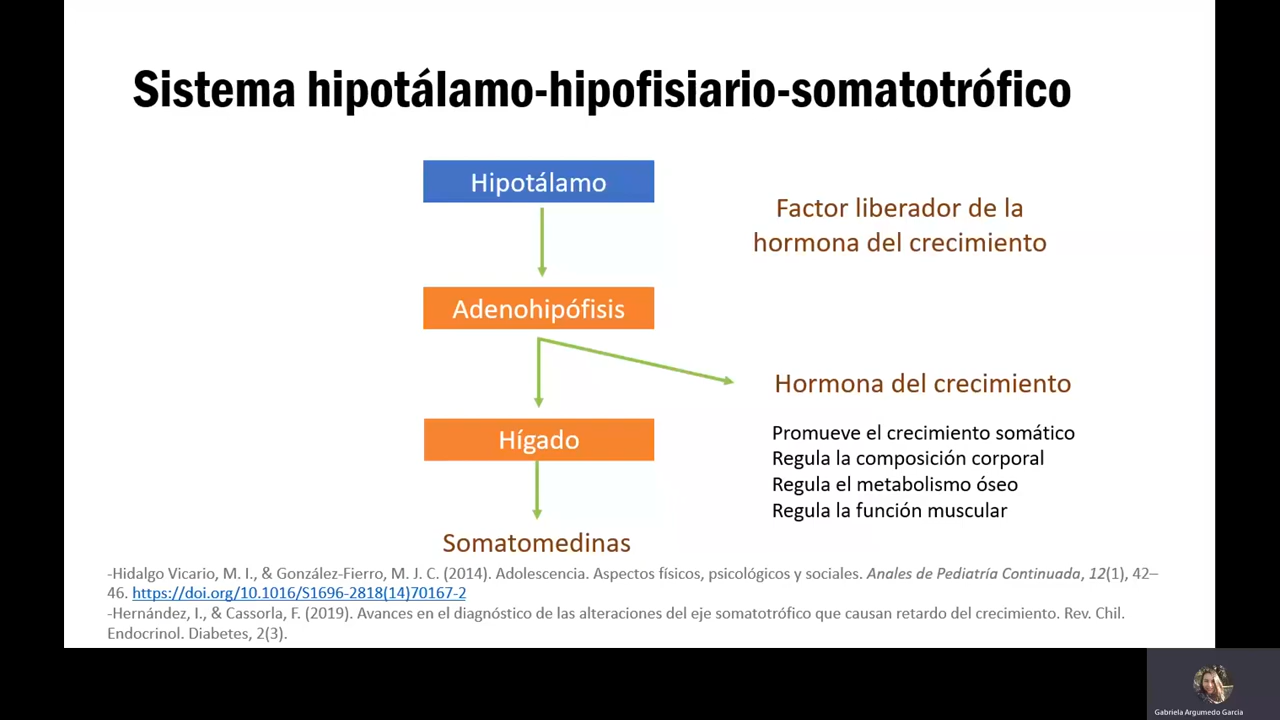 Sistema hipotálamo-hipofisiario-somatotrófico
Hipotálamo
Factor liberador de la
hormona del crecimiento
Adenohipófisis
Hormona del crecimiento
Promueve el crecimiento somático
Regula la composición corporal
Regula el metabolismo óseo
Regula la función muscular
Hígado
Somatomedinas
-Hidalgo Vicario, M. I., & González-Fierro, M. J. C. (2014). Adolescencia. Aspectos físicos, psicológicos y sociales. Anales de Pediatría Continuada, 12(1), 42–
46. https://doi.org/10.1016/S1696-2818(14)70167-2
-Hernández, I., & Cassorla, F. (2019). Avances en el diagnóstico de las alteraciones del eje somatotrófico que causan retardo del crecimiento. Rev. Chil.
Endocrinol. Diabetes, 2(3).
Gabriela Argumedo Garcia